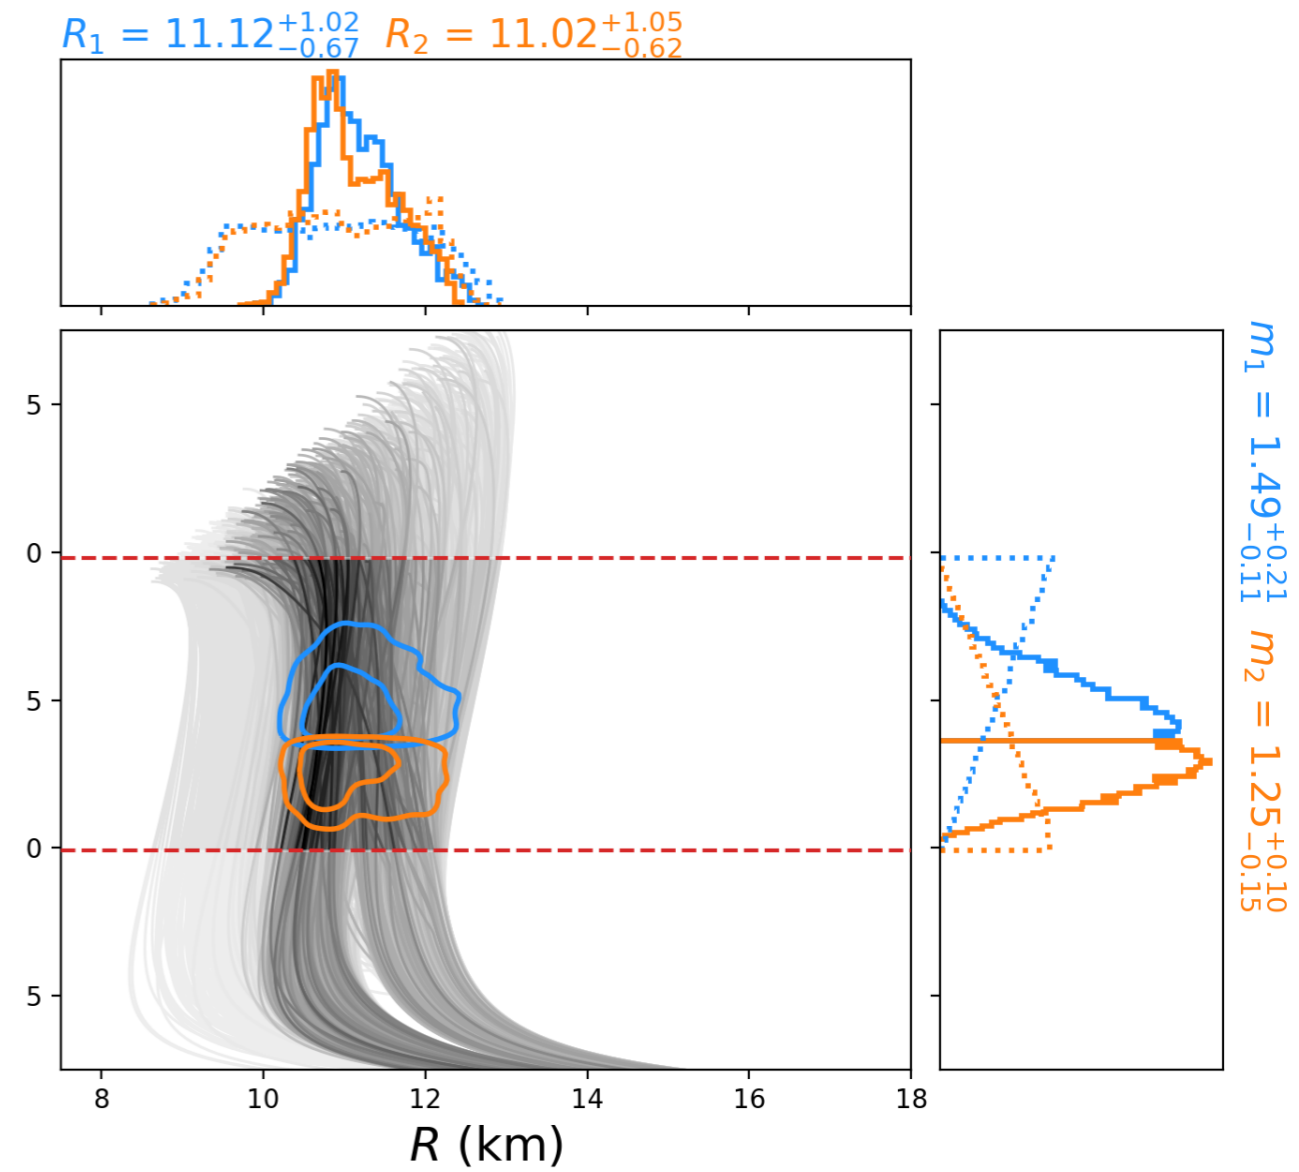 R₁ = 11.12⁺¹·⁰²₋₀.₆₇ R₂ = 11.02⁺¹·⁰⁵₋₀.₆₂
5
0
5
0
5
8 10 12 14 16 18
R (km)
m₁ = 1.49⁺⁰·²¹₋₀.₁₁ m₂ = 1.25⁺⁰·¹⁰₋₀.₁₅